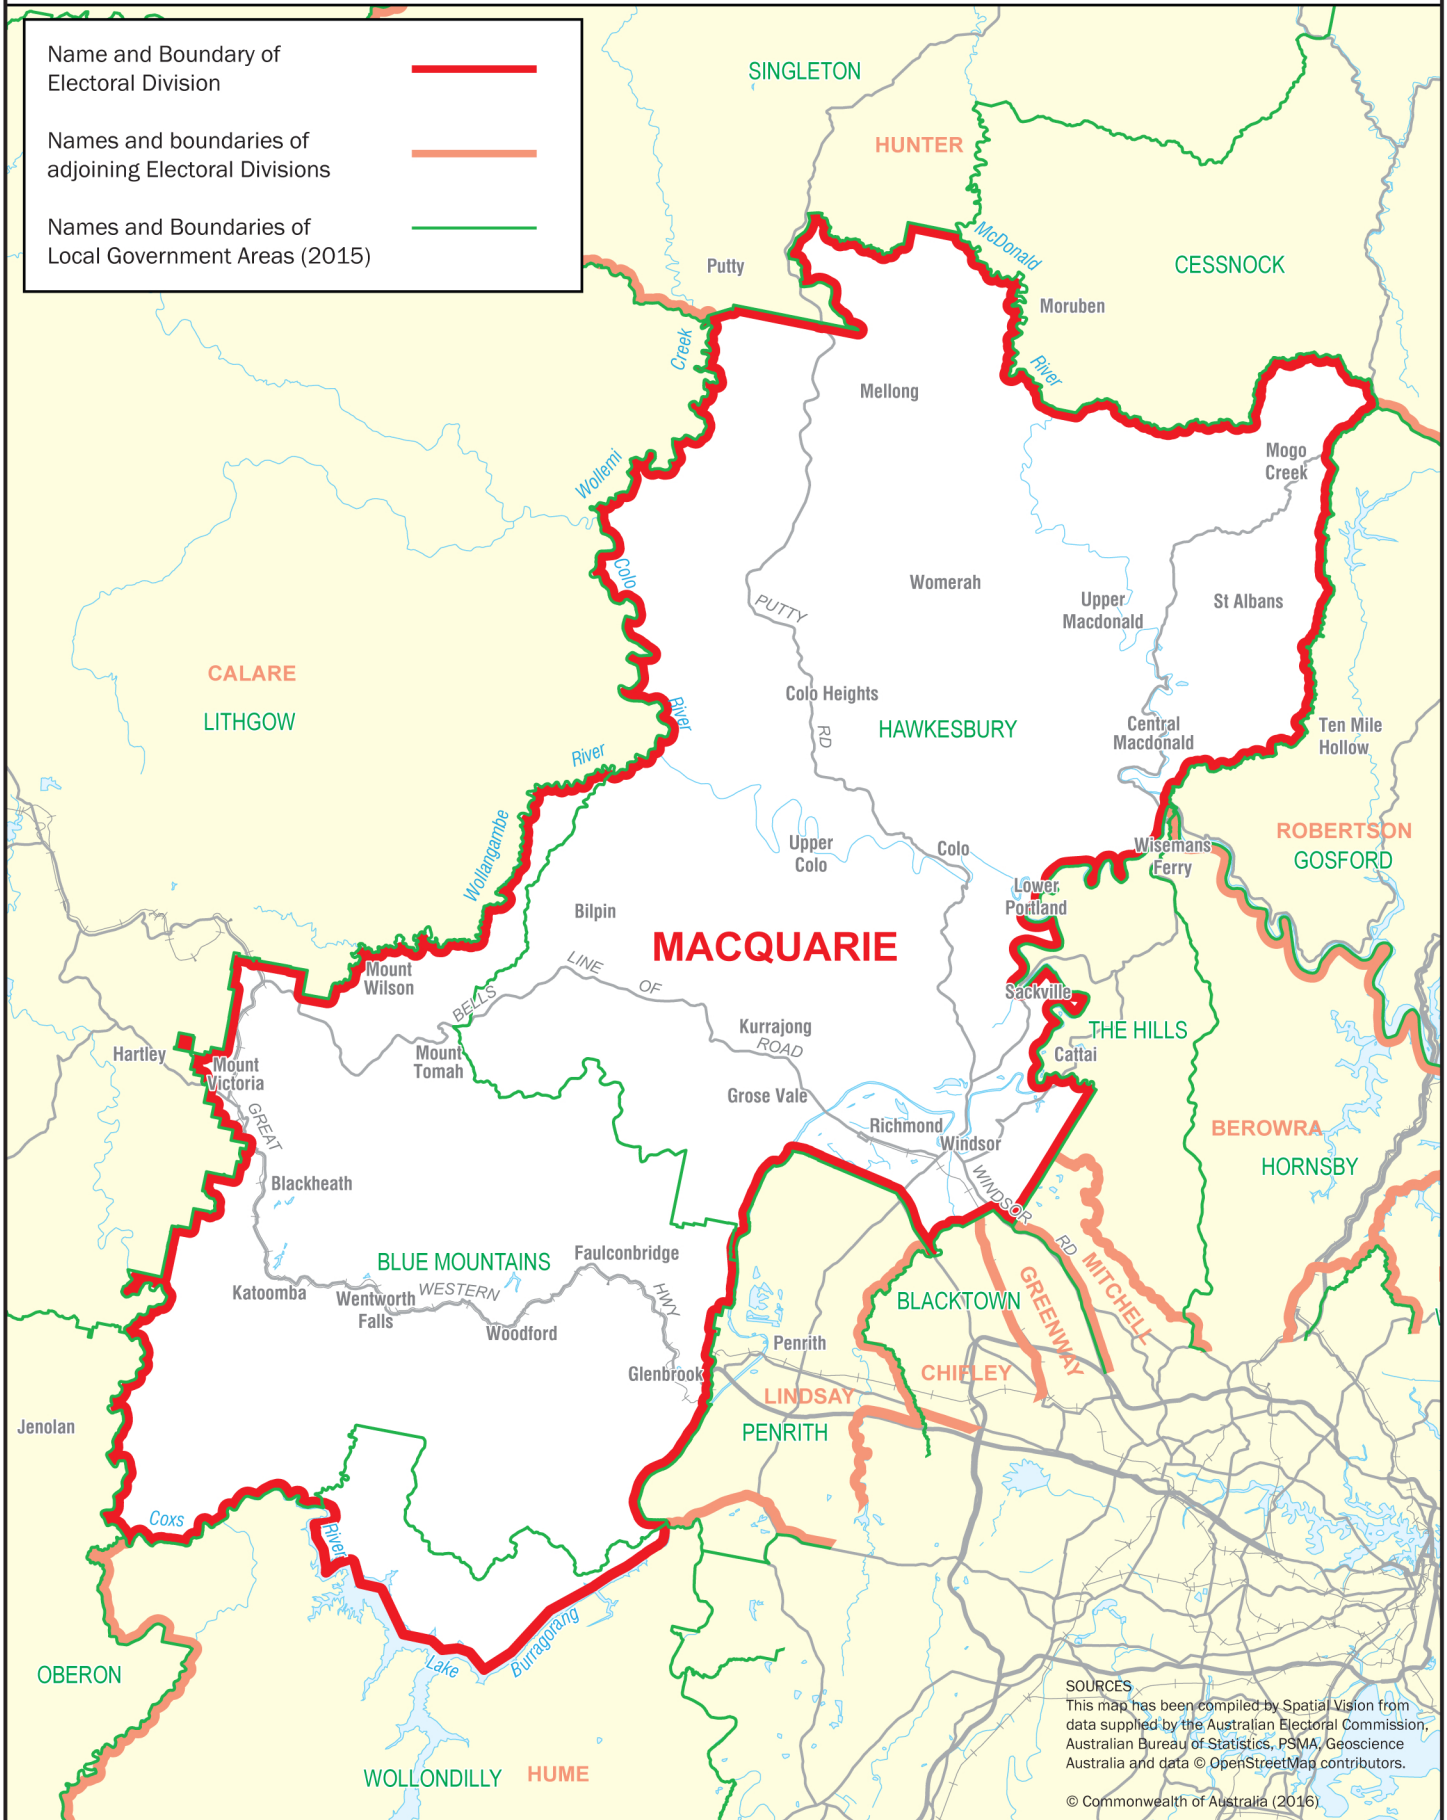 Name and Boundary of
Electoral Division
Names and boundaries of
adjoining Electoral Divisions
Names and Boundaries of
Local Government Areas (2015)
SINGLETON
HUNTER
McDonald
CESSNOCK
Putty
Moruben
Creek
River
Mellong
Mogo
Creek
Wollemi
Colo
Womerah
Upper
Macdonald
St Albans
PUTTY
CALARE
LITHGOW
Colo Heights
River
RD
HAWKESBURY
Central
Macdonald
Ten Mile
Hollow
River
Wollangambe
ROBERTSON
GOSFORD
Upper
Colo
Colo
Wisemans
Ferry
Lower
Portland
Bilpin
MACQUARIE
Mount
Wilson
LINE
OF
BELLS
Sackville
Kurrajong
ROAD
THE HILLS
Hartley
Mount
Victoria
Mount
Tomah
Cattai
Grose Vale
GREAT
Richmond
Windsor
BEROWRA
HORNSBY
Blackheath
WINDSOR
RD
BLUE MOUNTAINS
Faulconbridge
Katoomba
Wentworth
Falls
WESTERN
HWY
Woodford
BLACKTOWN
GREENWAY
MITCHELL
Penrith
Glenbrook
CHIFLEY
LINDSAY
PENRITH
Jenolan
Coxs
River
Lake
Burragorang
OBERON
WOLLONDILLY
HUME
SOURCES
This map has been compiled by Spatial Vision from
data supplied by the Australian Electoral Commission,
Australian Bureau of Statistics, PSMA, Geoscience
Australia and data © OpenStreetMap contributors.
© Commonwealth of Australia (2016)